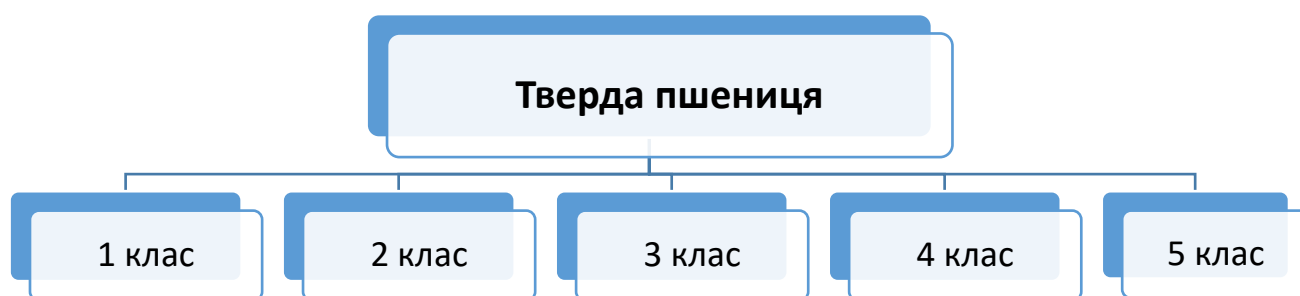 Тверда пшениця
1 клас
2 клас
3 клас
4 клас
5 клас